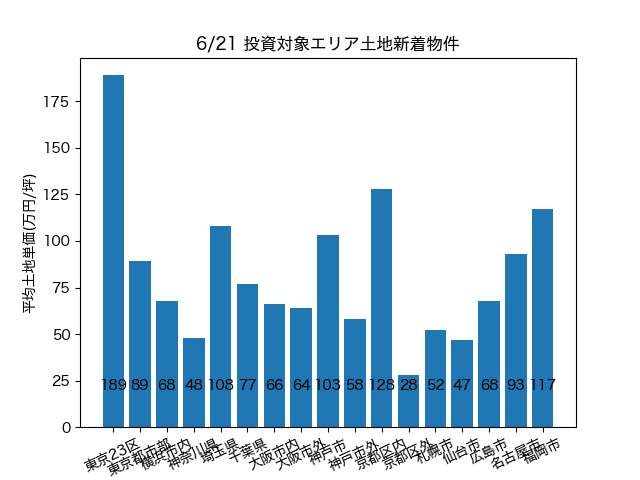 6/21 投資対象エリア土地新着物件
平均土地単価(万円/坪)
175
150
125
100
75
50
25
0
189 89 68 48 108 77 66 64 103 58 128 28 52 47 68 93 117
東京23区 東京都市部 横浜市内 神奈川県 埼玉県 千葉県 大阪市内 大阪市外 神戸市 神戸市外 京都区内 京都区外 札幌市 仙台市 広島市 名古屋市 福岡市